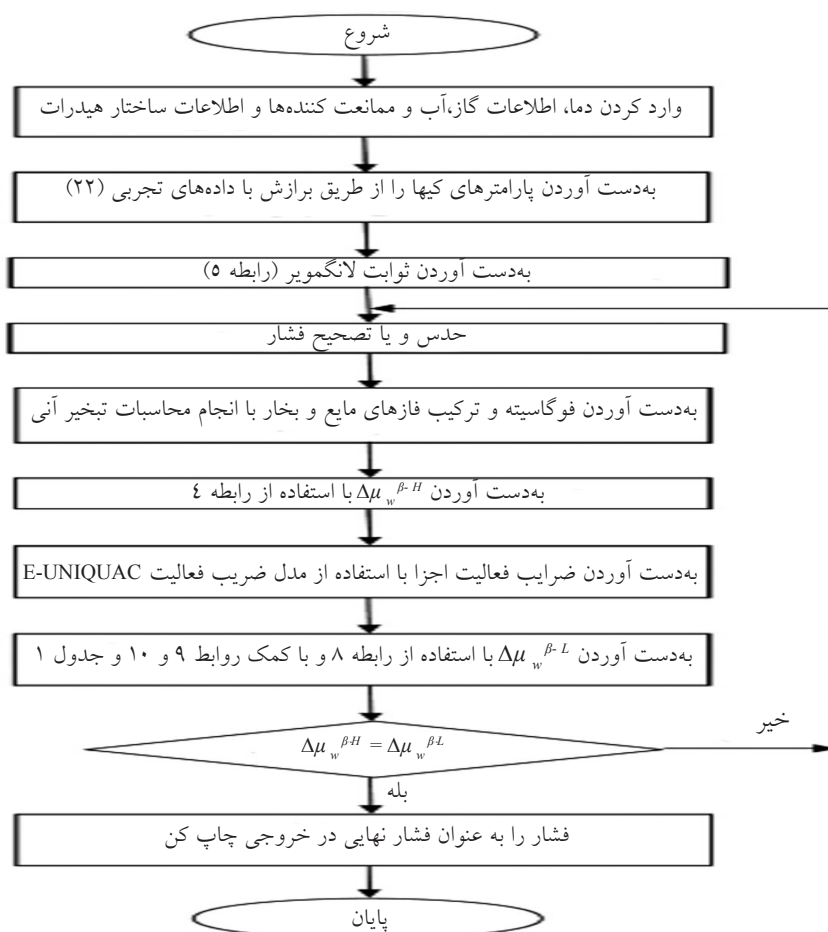 شروع
وارد کردن دما، اطلاعات گاز،آب و ممانعت کننده‌ها و اطلاعات ساختار هیدرات
به‌دست آوردن پارامترهای کیها را از طریق برازش با داده‌های تجربی (۲۲)
به‌دست آوردن ثوابت لانگمویر (رابطه ۵)
حدس و یا تصحیح فشار
به‌دست آوردن فوگاسیته و ترکیب فازهای مایع و بخار با انجام محاسبات تبخیر آنی
به‌دست آوردن Δμ_w^{β-H} با استفاده از رابطه ٤
به‌دست آوردن ضرایب فعالیت اجزا با استفاده از مدل ضریب فعالیت E-UNIQUAC
به‌دست آوردن Δμ_w^{β-L} با استفاده از رابطه ۸ و با کمک روابط ۹ و ۱۰ و جدول ۱
خیر
Δμ_w^{β-H} = Δμ_w^{β-L}
بله
فشار را به عنوان فشار نهایی در خروجی چاپ کن
پایان